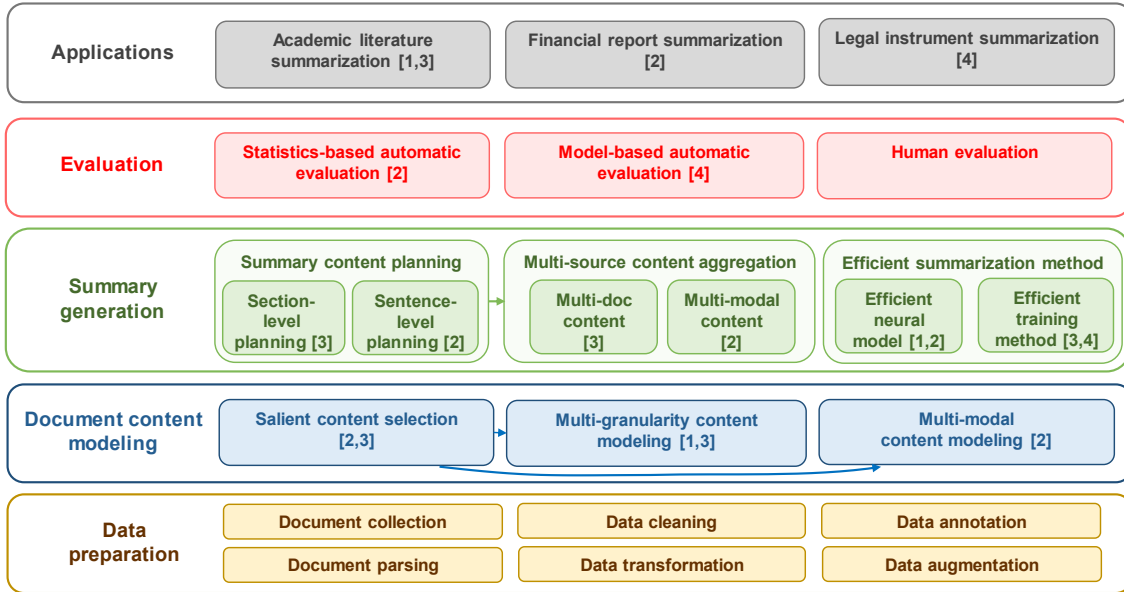 Applications
Academic literature
summarization [1,3]
Financial report summarization
[2]
Legal instrument summarization
[4]
Evaluation
Statistics-based automatic
evaluation [2]
Model-based automatic
evaluation [4]
Human evaluation
Summary
generation
Summary content planning
Section-
level
planning [3]
Sentence-
level
planning [2]
Multi-source content aggregation
Multi-doc
content
[3]
Multi-modal
content
[2]
Efficient summarization method
Efficient
neural
model [1,2]
Efficient
training
method [3,4]
Document content
modeling
Salient content selection
[2,3]
Multi-granularity content
modeling [1,3]
Multi-modal
content modeling [2]
Data
preparation
Document collection
Data cleaning
Data annotation
Document parsing
Data transformation
Data augmentation